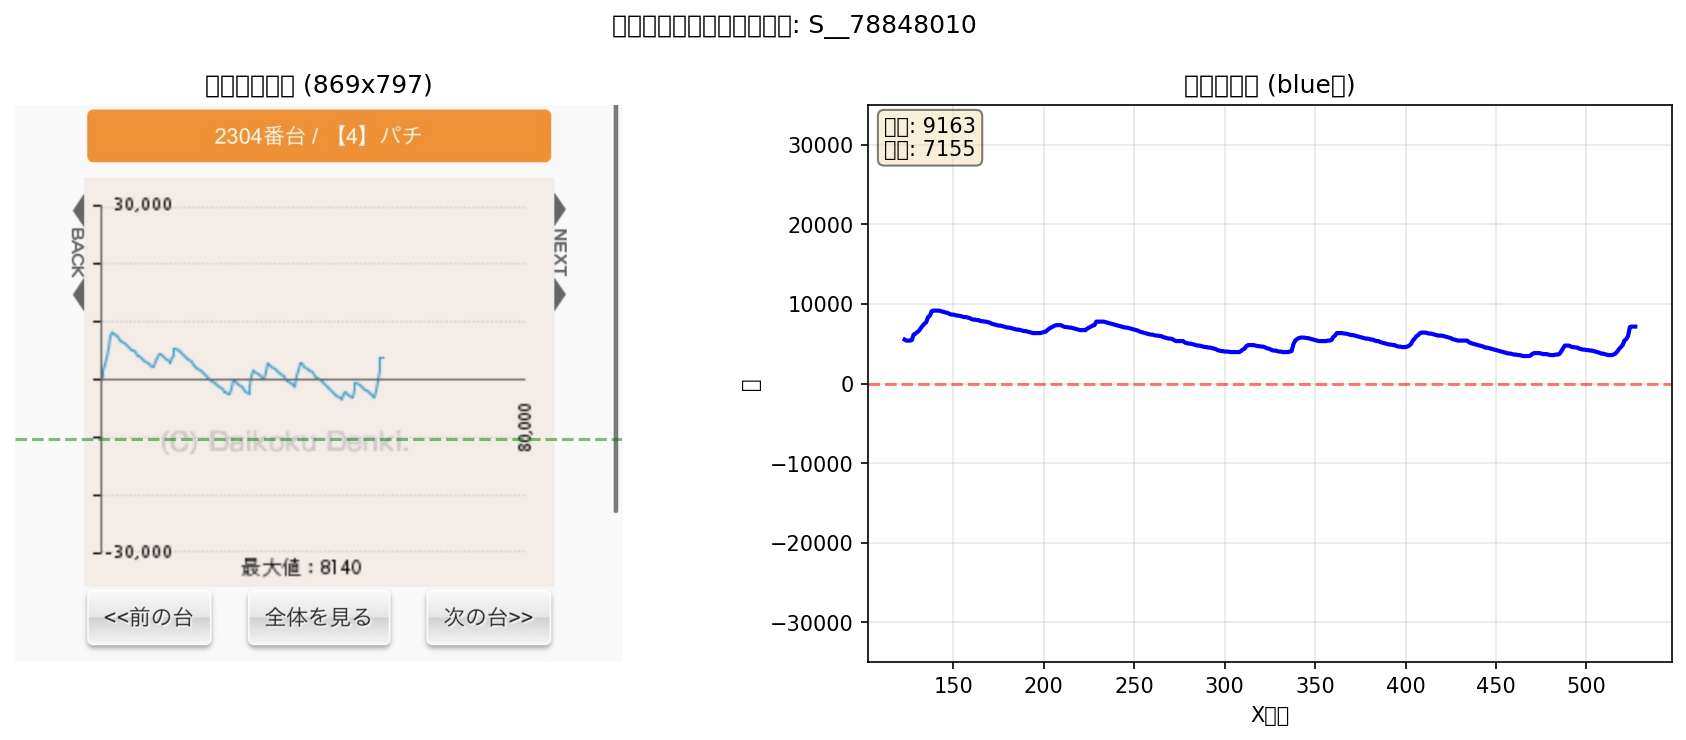 S__78848010
(869x797)
2304番台 / 【4】パチ
30,000
BACK
NEXT
80,000
(C) Daikoku Denki.
-30,000
最大値：8140
<<前の台
全体を見る
次の台>>
(blue)
: 9163
: 7155
30000
20000
10000
0
−10000
−20000
−30000
150 200 250 300 350 400 450 500
X